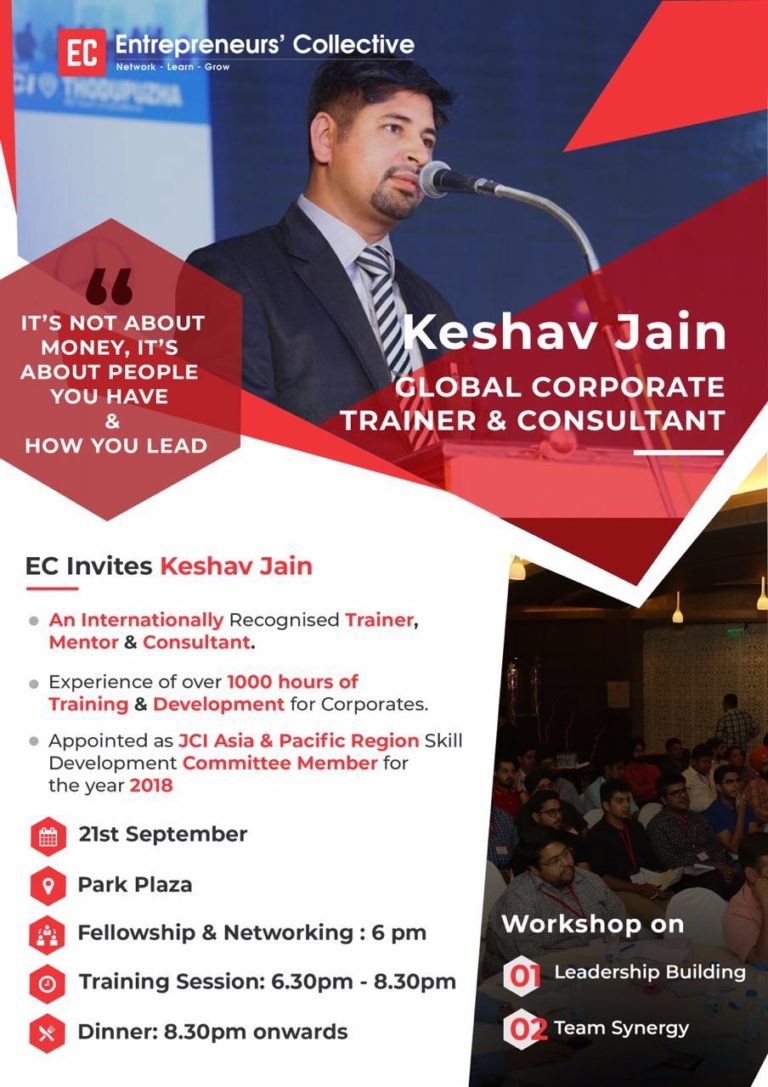 EC Entrepreneurs' Collective
Network - Learn - Grow
THODUPUZHA
“
IT'S NOT ABOUT
MONEY, IT'S
ABOUT PEOPLE
YOU HAVE
&
HOW YOU LEAD
Keshav Jain
GLOBAL CORPORATE
TRAINER & CONSULTANT
EC Invites Keshav Jain
An Internationally Recognised Trainer,
Mentor & Consultant.
Experience of over 1000 hours of
Training & Development for Corporates.
Appointed as JCI Asia & Pacific Region Skill
Development Committee Member for
the year 2018
21st September
Park Plaza
Fellowship & Networking : 6 pm
Training Session: 6.30pm - 8.30pm
Dinner: 8.30pm onwards
Workshop on
01 Leadership Building
02 Team Synergy